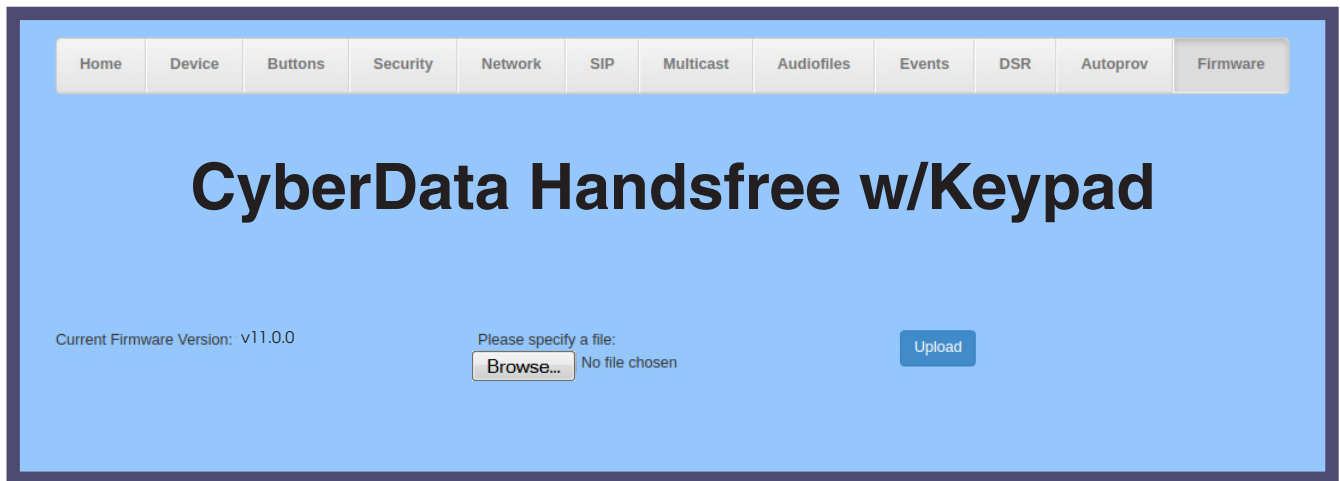 Home Device Buttons Security Network SIP Multicast Audiofiles Events DSR Autoprov Firmware
CyberData Handsfree w/Keypad
Current Firmware Version: v11.0.0
Please specify a file:
Browse... No file chosen
Upload